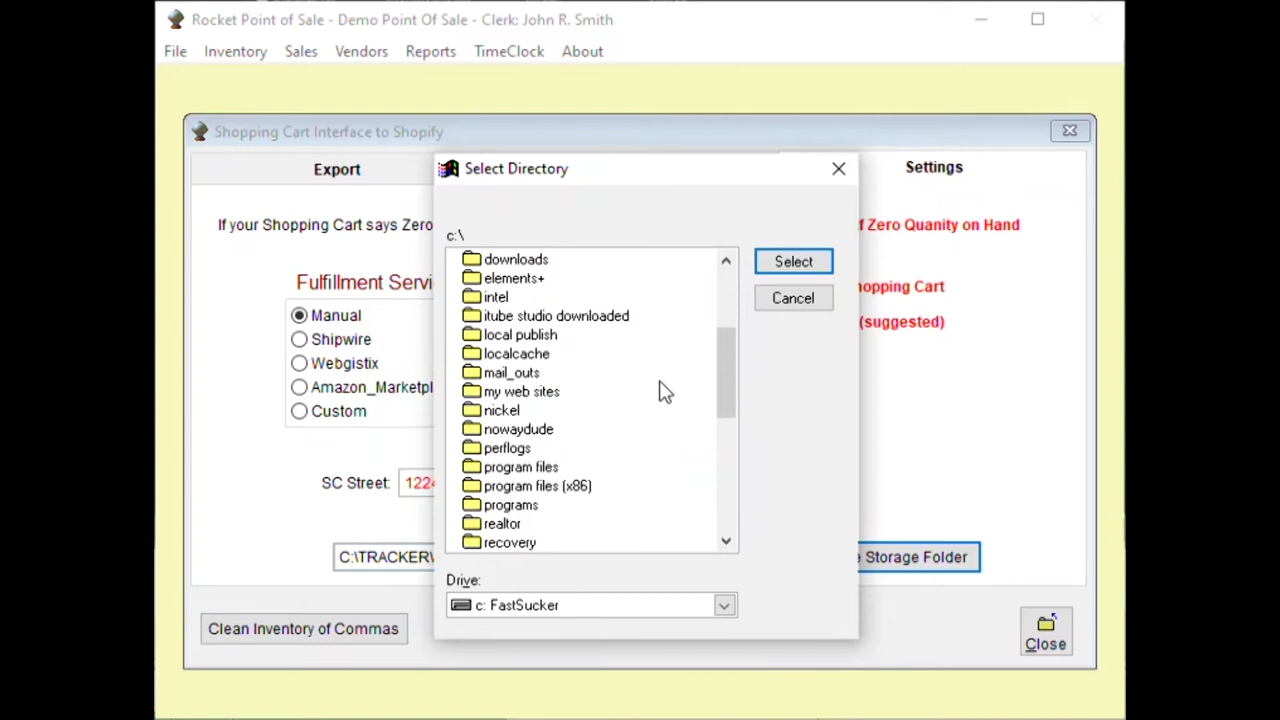 Rocket Point of Sale - Demo Point Of Sale - Clerk: John R. Smith
File Inventory Sales Vendors Reports TimeClock About
Shopping Cart Interface to Shopify
Export
Settings
Select Directory
If your Shopping Cart says Zero
f Zero Quanity on Hand
c:\
Select
Cancel
Fulfillment Servi
Manual
Shipwire
Webgistix
Amazon_Marketpl
Custom
hopping Cart
(suggested)
downloads
elements+
intel
itube studio downloaded
local publish
localcache
mail_outs
my web sites
nickel
nowaydude
perflogs
program files
program files (x86)
programs
realtor
recovery
SC Street: 1224
C:\TRACKER\
e Storage Folder
Drive:
c: FastSucker
Clean Inventory of Commas
Close